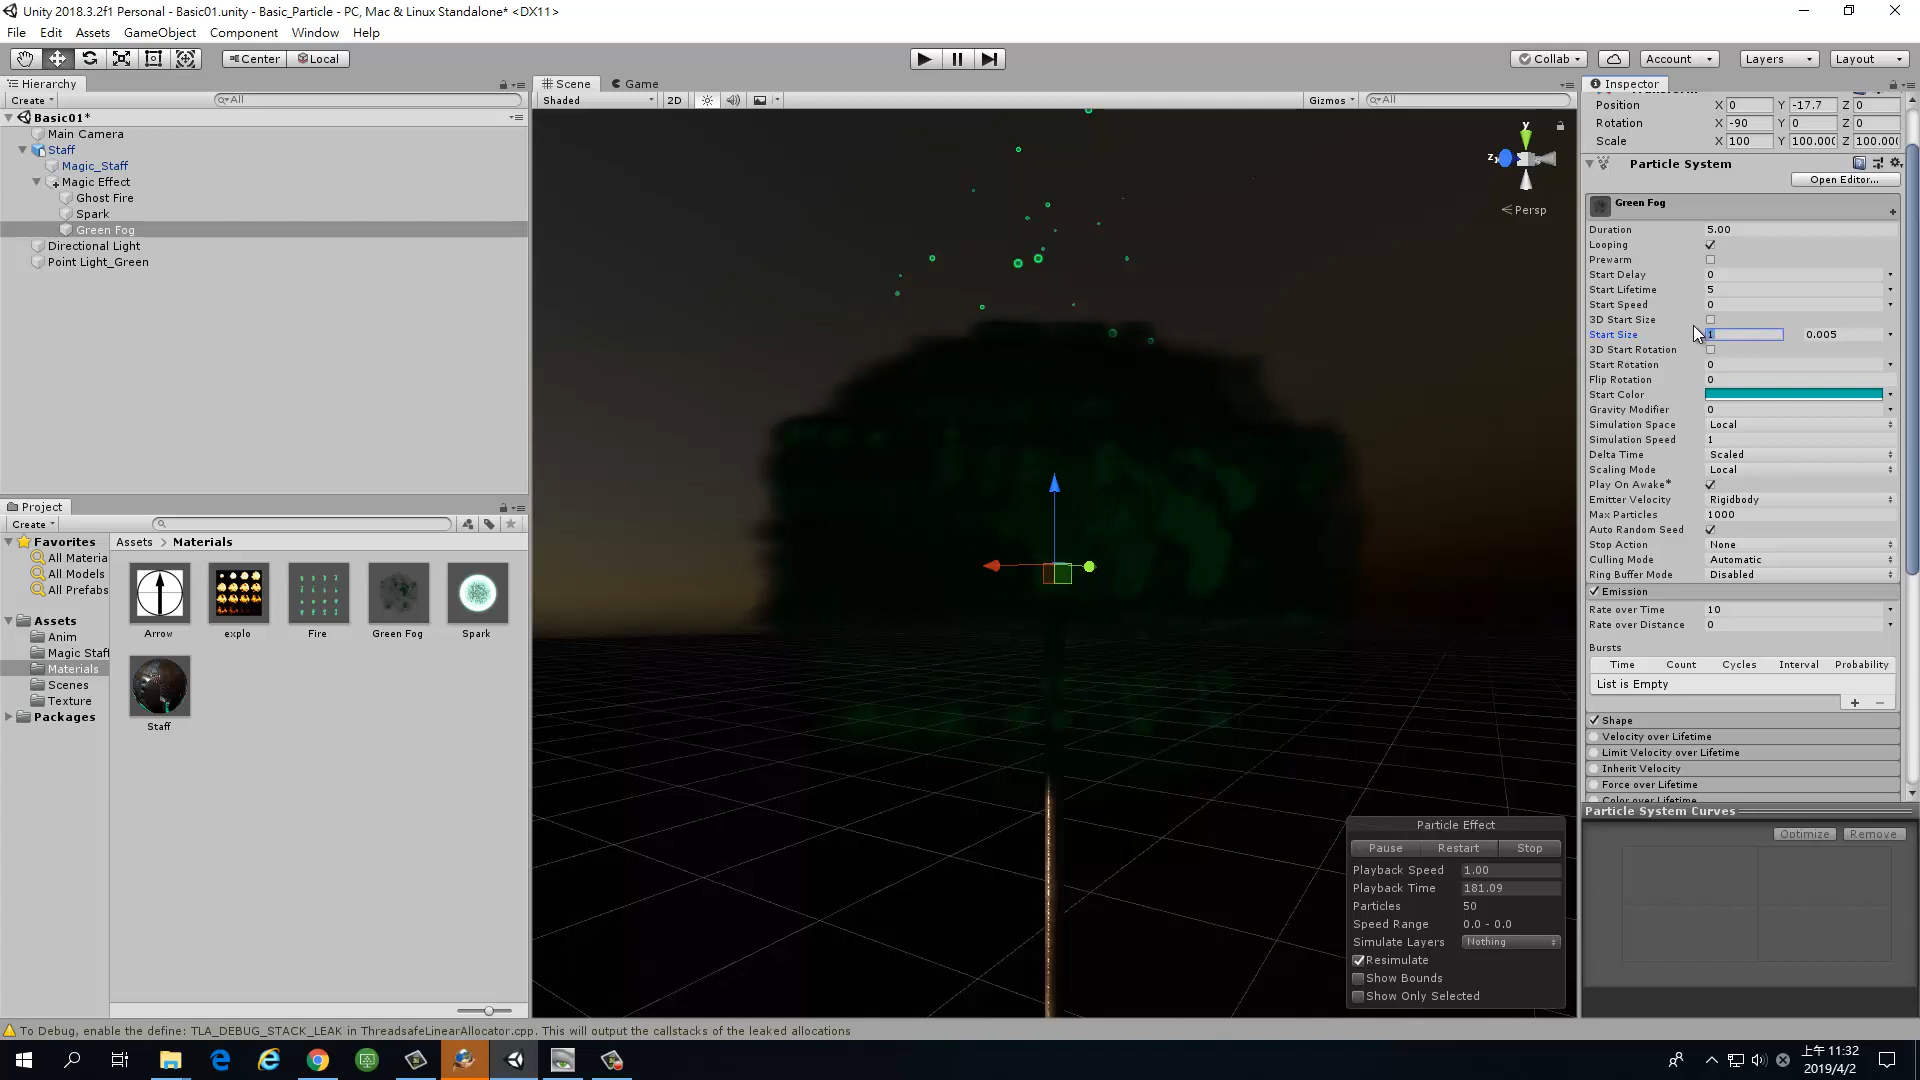 Unity 2018.3.2f1 Personal - Basic01.unity - Basic_Particle - PC, Mac & Linux Standalone* <DX11>
File Edit Assets GameObject Component Window Help
Center Local
Collab Account Layers Layout
Hierarchy
Create All
Basic01*
Main Camera
Staff
Magic_Staff
Magic Effect
Ghost Fire
Spark
Green Fog
Directional Light
Point Light_Green
Scene Game
Shaded 2D Gizmos All
y
z
Persp
Project
Create
Favorites
All Materia
All Models
All Prefabs
Assets
Anim
Magic Staff
Materials
Scenes
Texture
Packages
Assets > Materials
Arrow explo Fire Green Fog Spark
Staff
Particle Effect
Pause Restart Stop
Playback Speed 1.00
Playback Time 181.09
Particles 50
Speed Range 0.0 - 0.0
Simulate Layers Nothing
Resimulate
Show Bounds
Show Only Selected
Inspector
Position X 0 Y -17.7 Z 0
Rotation X -90 Y 0 Z 0
Scale X 100 Y 100.000 Z 100.000
Particle System
Open Editor...
Green Fog
Duration 5.00
Looping
Prewarm
Start Delay 0
Start Lifetime 5
Start Speed 0
3D Start Size
Start Size 1 0.005
3D Start Rotation
Start Rotation 0
Flip Rotation 0
Start Color
Gravity Modifier 0
Simulation Space Local
Simulation Speed 1
Delta Time Scaled
Scaling Mode Local
Play On Awake*
Emitter Velocity Rigidbody
Max Particles 1000
Auto Random Seed
Stop Action None
Culling Mode Automatic
Ring Buffer Mode Disabled
Emission
Rate over Time 10
Rate over Distance 0
Bursts
Time Count Cycles Interval Probability
List is Empty
Shape
Velocity over Lifetime
Limit Velocity over Lifetime
Inherit Velocity
Force over Lifetime
Color over Lifetime
Particle System Curves
Optimize Remove
To Debug, enable the define: TLA_DEBUG_STACK_LEAK in ThreadsafeLinearAllocator.cpp. This will output the callstacks of the leaked allocations
上午 11:32
2019/4/2